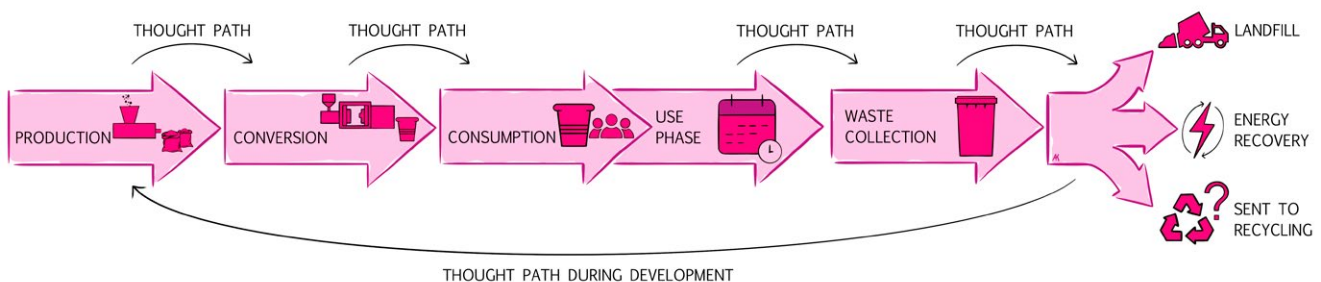 THOUGHT PATH
THOUGHT PATH
THOUGHT PATH
THOUGHT PATH
LANDFILL
PRODUCTION
CONVERSION
CONSUMPTION
USE
PHASE
WASTE
COLLECTION
ENERGY
RECOVERY
?
SENT TO
RECYCLING
THOUGHT PATH DURING DEVELOPMENT